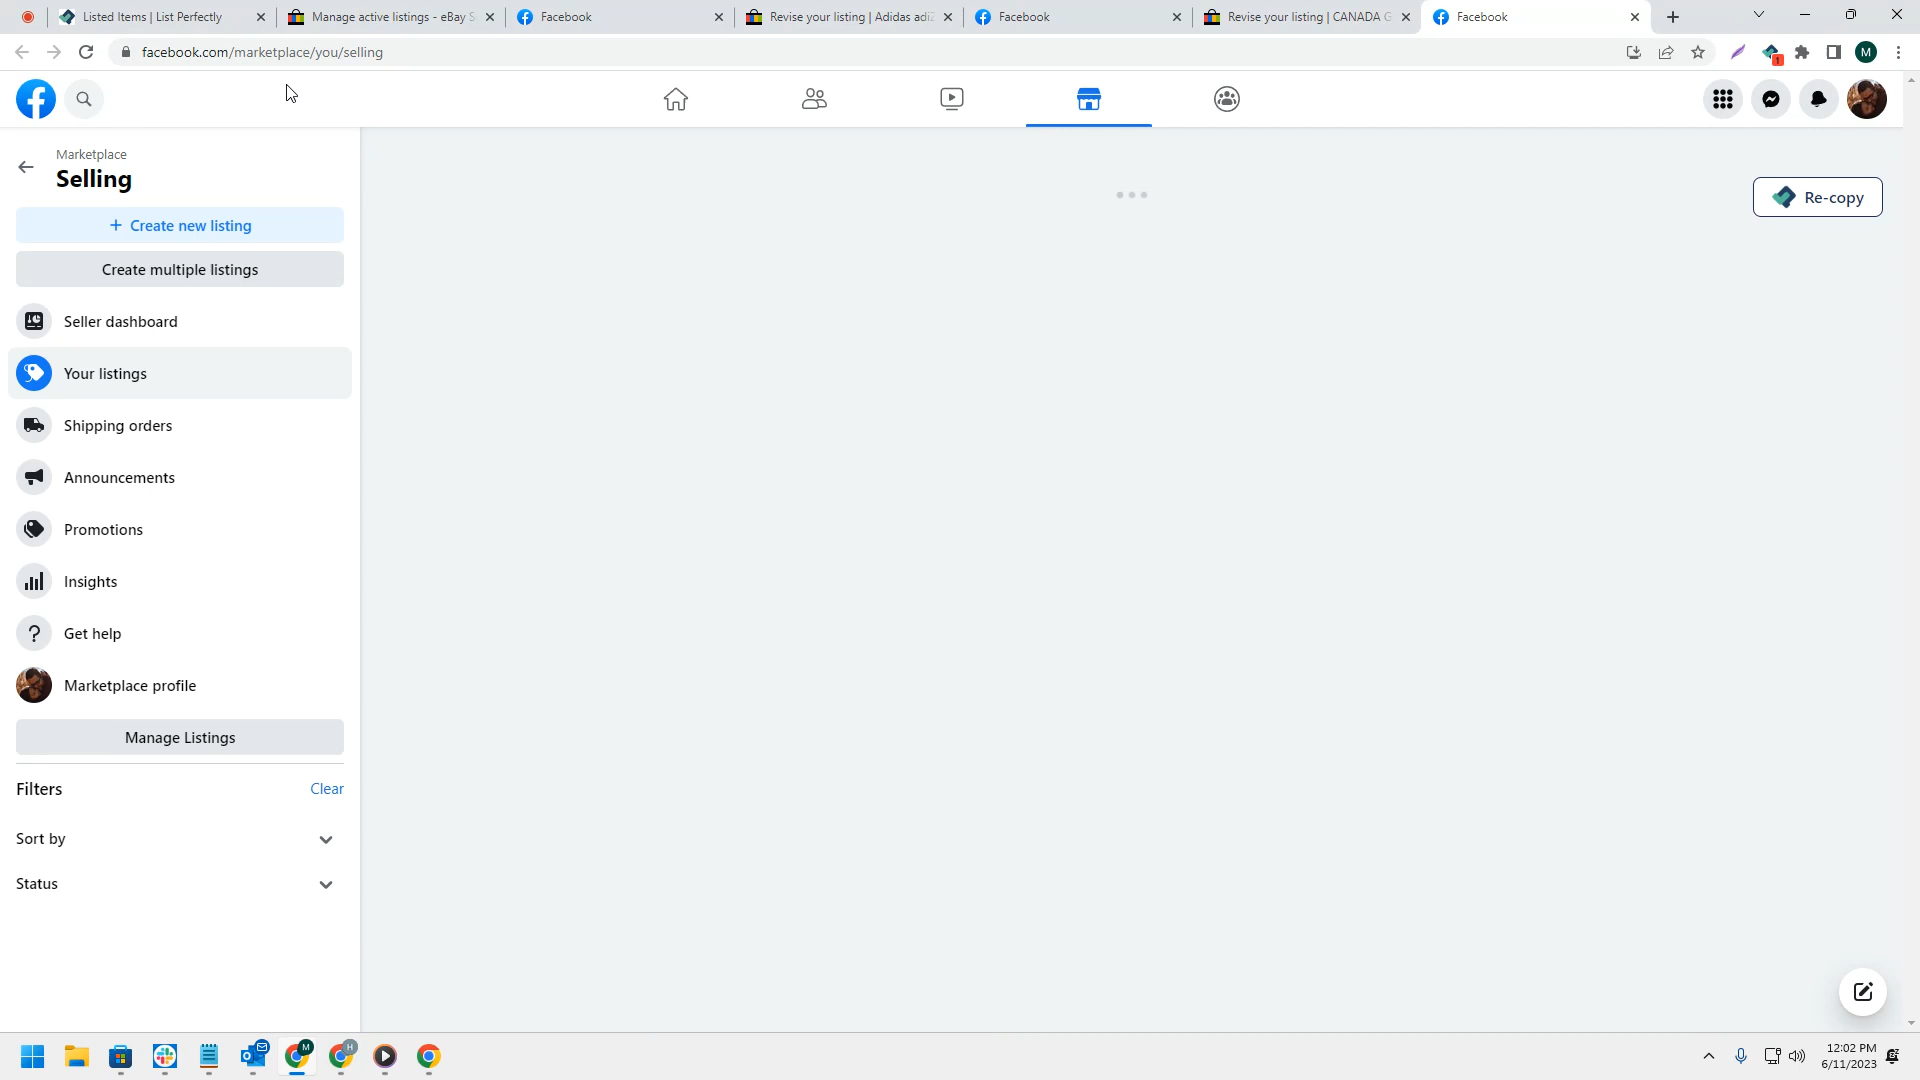 Listed Items | List Perfectly
Manage active listings - eBay S
Facebook
Revise your listing | Adidas adiZ
Facebook
Revise your listing | CANADA G
Facebook
facebook.com/marketplace/you/selling
1
M
Marketplace
Selling
+ Create new listing
Create multiple listings
Seller dashboard
Your listings
Shipping orders
Announcements
Promotions
Insights
? Get help
Marketplace profile
Manage Listings
Filters
Clear
Sort by
Status
Re-copy
M
H
12:02 PM
6/11/2023